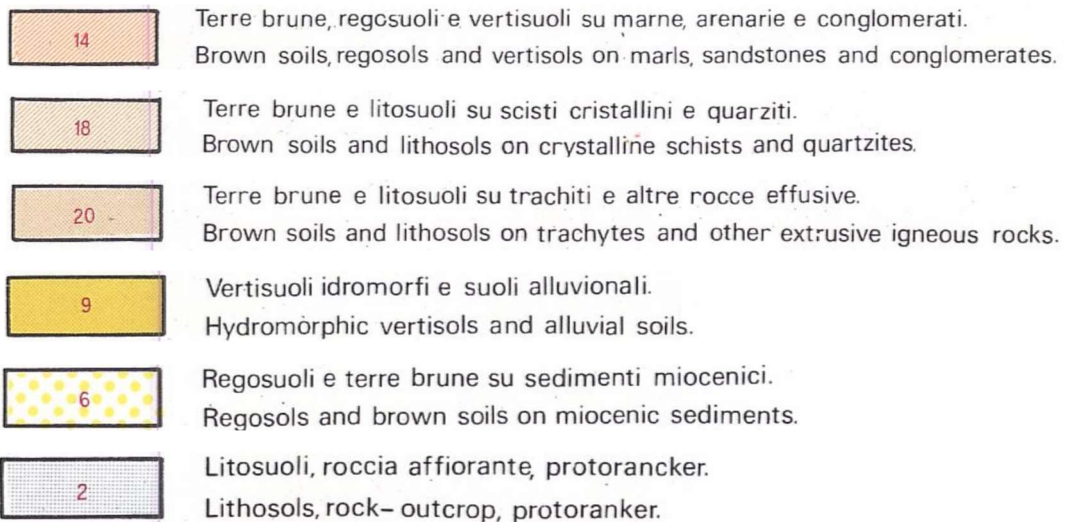 14
Terre brune, regosuoli e vertisuoli su marne, arenarie e conglomerati.
Brown soils, regosols and vertisols on marls, sandstones and conglomerates.
18
Terre brune e litosuoli su scisti cristallini e quarziti.
Brown soils and lithosols on crystalline schists and quartzites.
20
Terre brune e litosuoli su trachiti e altre rocce effusive.
Brown soils and lithosols on trachytes and other extrusive igneous rocks.
9
Vertisuoli idromorfi e suoli alluvionali.
Hydromorphic vertisols and alluvial soils.
6
Regosuoli e terre brune su sedimenti miocenici.
Regosols and brown soils on miocenic sediments.
2
Litosuoli, roccia affiorante, protorancker.
Lithosols, rock-outcrop, protoranker.